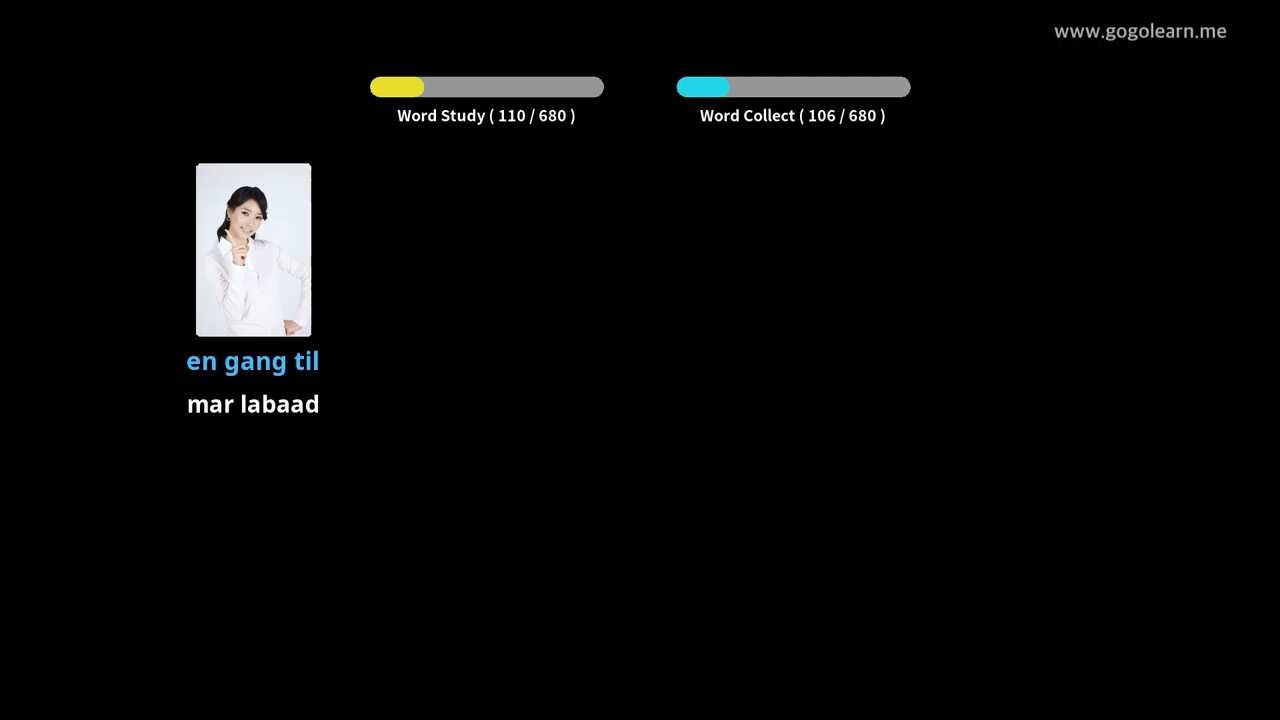 www.gogolearn.me
Word Study ( 110 / 680 )
Word Collect ( 106 / 680 )
en gang til
mar labaad